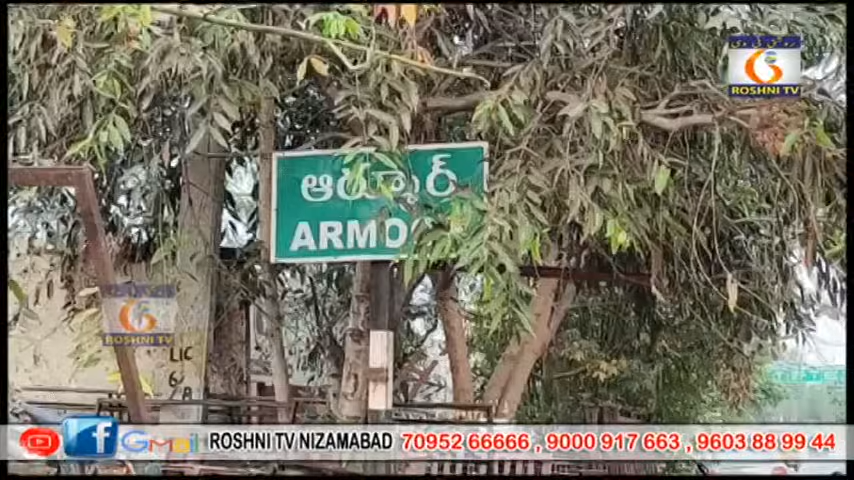 ROSHNI TV
ఆర్మూర్
ARMO
ROSHNI TV
LIC
Gmail ROSHNI TV NIZAMABAD 70952 66666 , 9000 917 663 , 9603 88 99 44